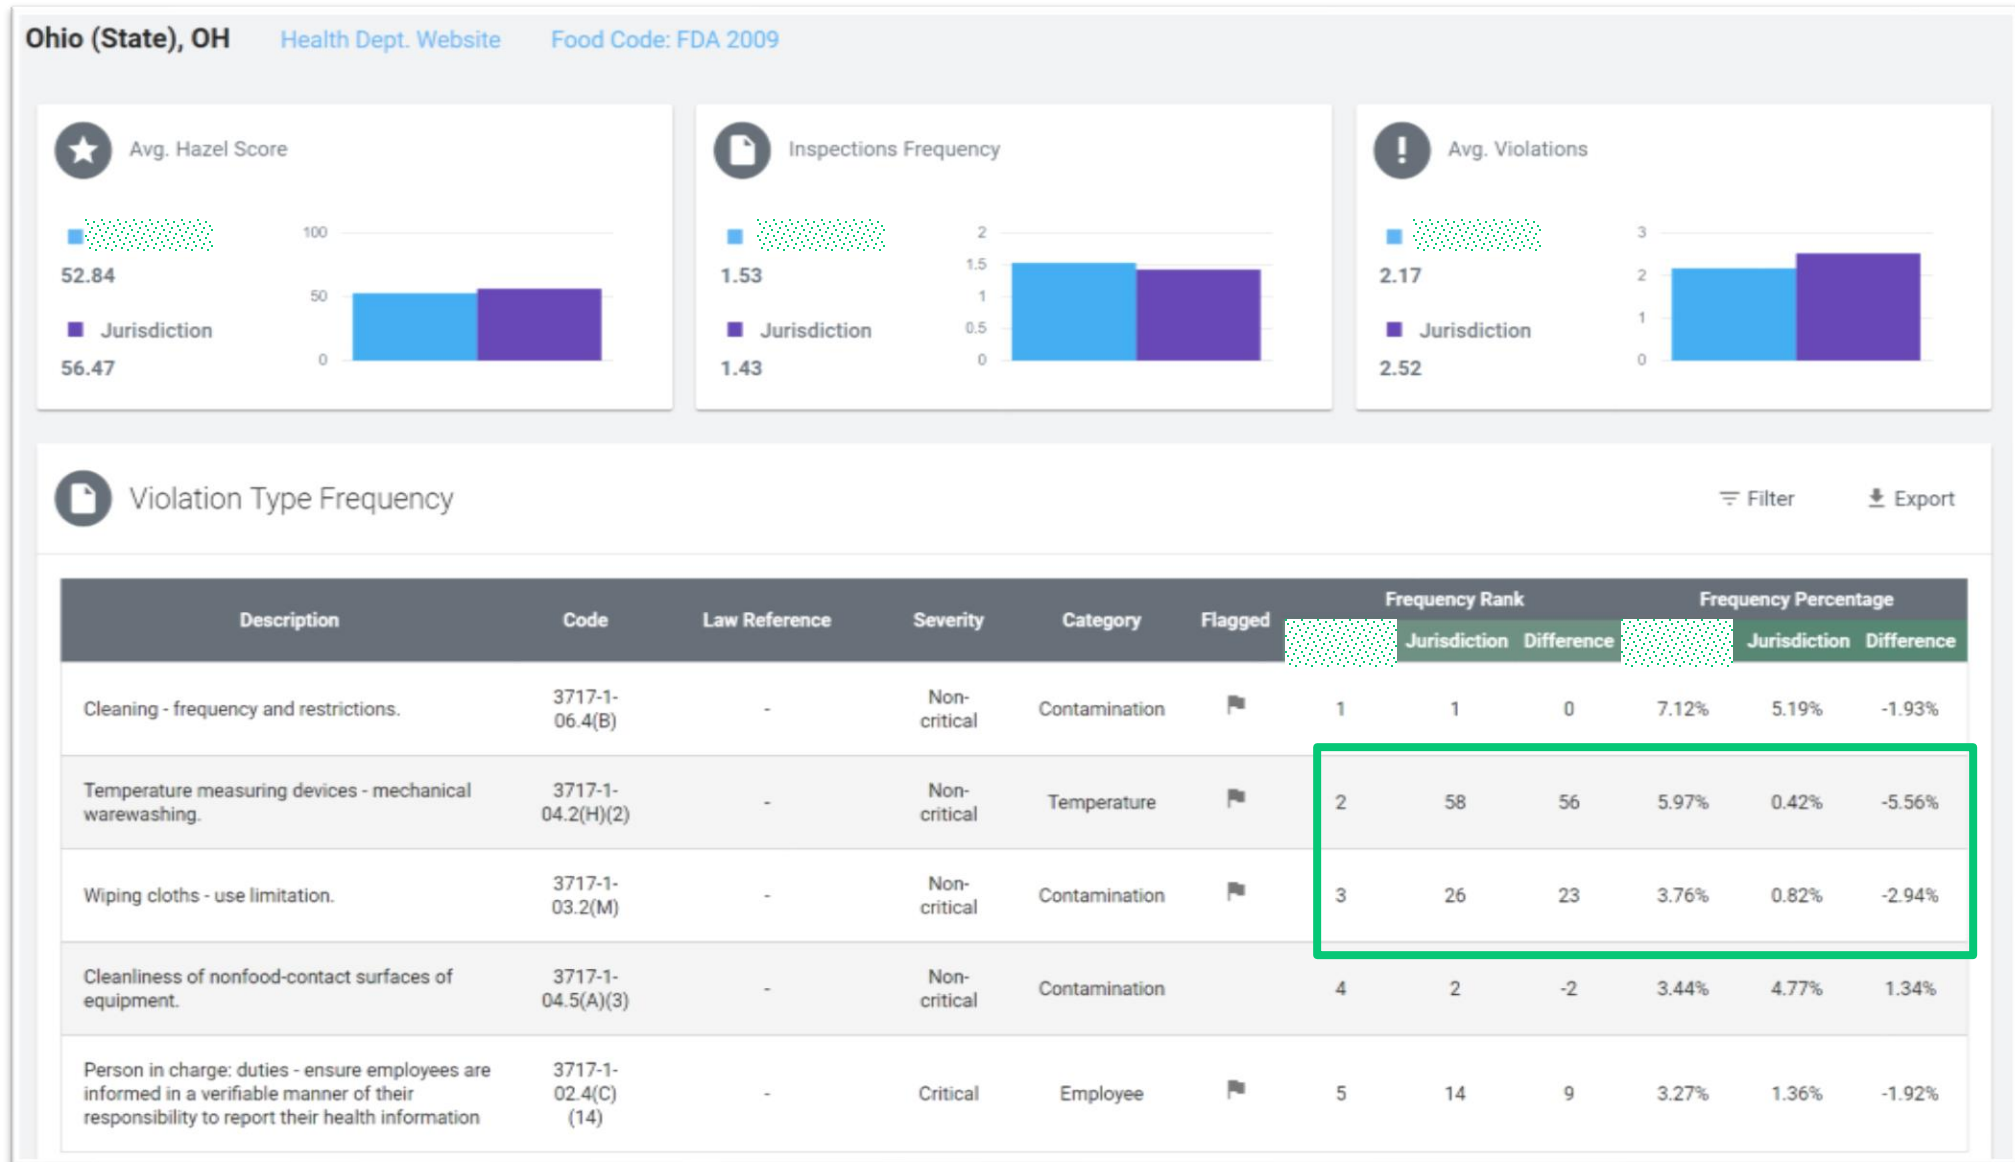 Ohio (State), OH Health Dept. Website Food Code: FDA 2009
Avg. Hazel Score
52.84
Jurisdiction
56.47
100
50
0
Inspections Frequency
1.53
Jurisdiction
1.43
2
1.5
1
0.5
0
Avg. Violations
2.17
Jurisdiction
2.52
3
2
1
0
Violation Type Frequency Filter Export
Description Code Law Reference Severity Category Flagged Frequency Rank Frequency Percentage
Jurisdiction Difference Jurisdiction Difference
Cleaning - frequency and restrictions. 3717-1-
06.4(B) - Non-
critical Contamination 1 1 0 7.12% 5.19% -1.93%
Temperature measuring devices - mechanical
warewashing. 3717-1-
04.2(H)(2) - Non-
critical Temperature 2 58 56 5.97% 0.42% -5.56%
Wiping cloths - use limitation. 3717-1-
03.2(M) - Non-
critical Contamination 3 26 23 3.76% 0.82% -2.94%
Cleanliness of nonfood-contact surfaces of
equipment. 3717-1-
04.5(A)(3) - Non-
critical Contamination 4 2 -2 3.44% 4.77% 1.34%
Person in charge: duties - ensure employees are
informed in a verifiable manner of their
responsibility to report their health information 3717-1-
02.4(C)
(14) - Critical Employee 5 14 9 3.27% 1.36% -1.92%